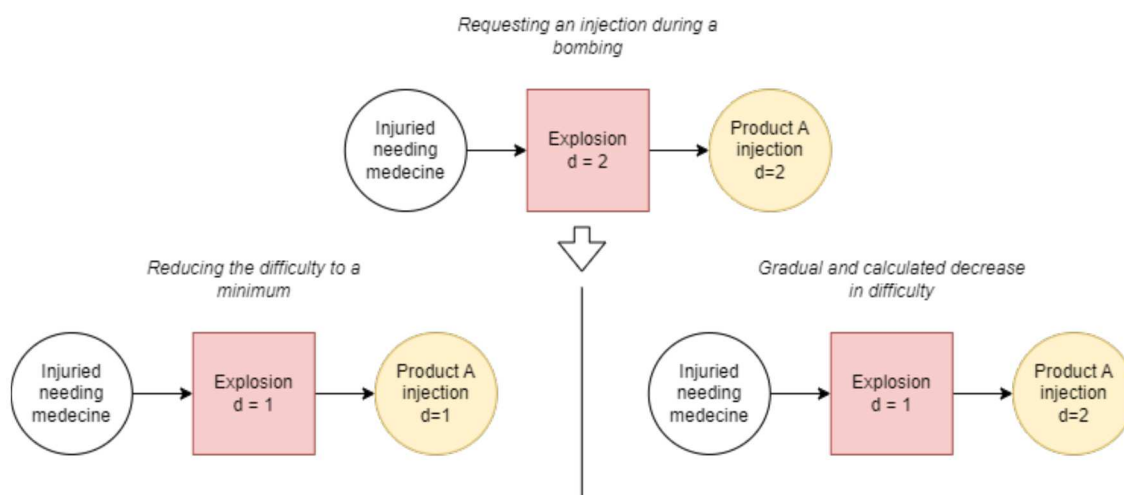 Requesting an injection during a
bombing
Injuried
needing
medecine
Explosion
d = 2
Product A
injection
d=2
Reducing the difficulty to a
minimum
Injuried
needing
medecine
Explosion
d = 1
Product A
injection
d=1
Gradual and calculated decrease
in difficulty
Injuried
needing
medecine
Explosion
d = 1
Product A
injection
d=2